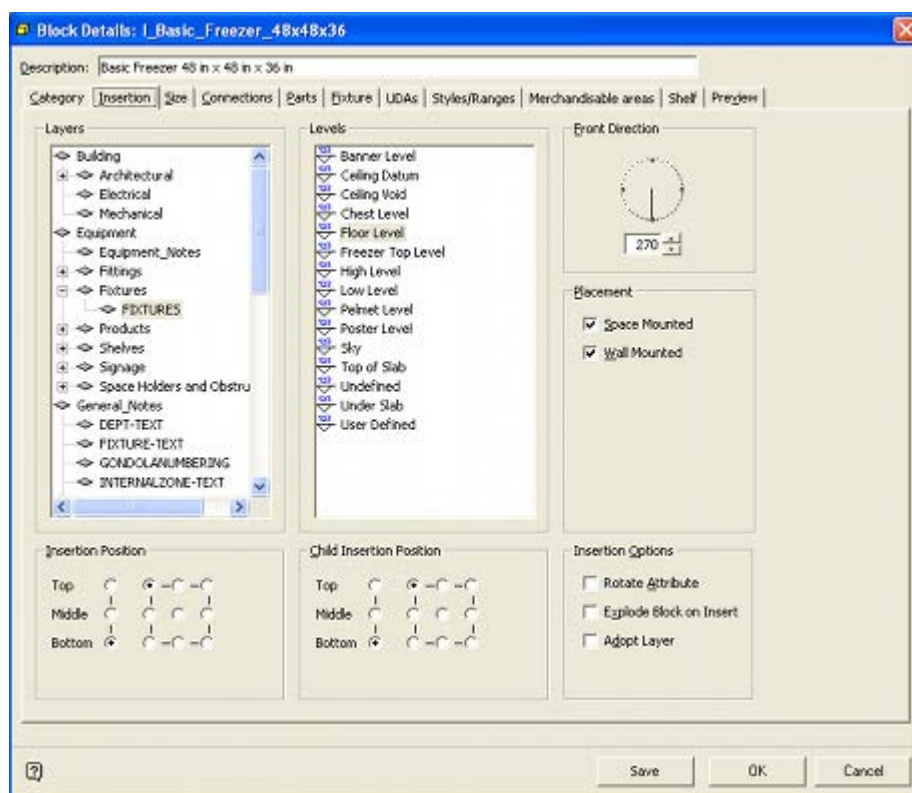 Block Details: I_Basic_Freezer_48x48x36
Description: Basic Freezer 48 in x 48 in x 36 in
Category Insertion Size Connections Parts Fixture UDAs Styles/Ranges Merchandisable areas Shelf Preview
Layers
Building
Architectural
Electrical
Mechanical
Equipment
Equipment_Notes
Fittings
Fixtures
FIXTURES
Products
Shelves
Signage
Space Holders and Obstru
General_Notes
DEPT-TEXT
FIXTURE-TEXT
GONDOLANUMBERING
INTERNALZONE-TEXT
Levels
Banner Level
Ceiling Datum
Ceiling Void
Chest Level
Floor Level
Freezer Top Level
High Level
Low Level
Pelmet Level
Poster Level
Sky
Top of Slab
Undefined
Under Slab
User Defined
Front Direction
270
Placement
Space Mounted
Wall Mounted
Insertion Position
Top
Middle
Bottom
Child Insertion Position
Top
Middle
Bottom
Insertion Options
Rotate Attribute
Explode Block on Insert
Adopt Layer
Save OK Cancel